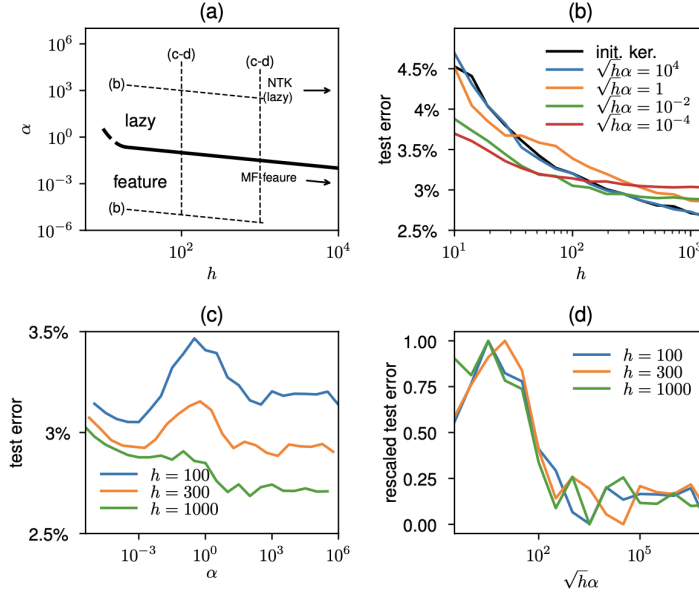 (a)
10^6
10^3
10^0
10^{-3}
10^{-6}
α
(c-d)
(c-d)
(b)
NTK
(lazy)
lazy
feature
MF-feaure
(b)
10^2
10^4
h
(b)
4.5%
4%
3.5%
3%
2.5%
test error
init. ker.
√hα = 10^4
√hα = 1
√hα = 10^{-2}
√hα = 10^{-4}
10^1
10^2
10^3
h
(c)
3.5%
3%
2.5%
test error
h = 100
h = 300
h = 1000
10^{-3}
10^0
10^3
10^6
α
(d)
1.00
0.75
0.50
0.25
0.00
rescaled test error
h = 100
h = 300
h = 1000
10^2
10^5
√hα